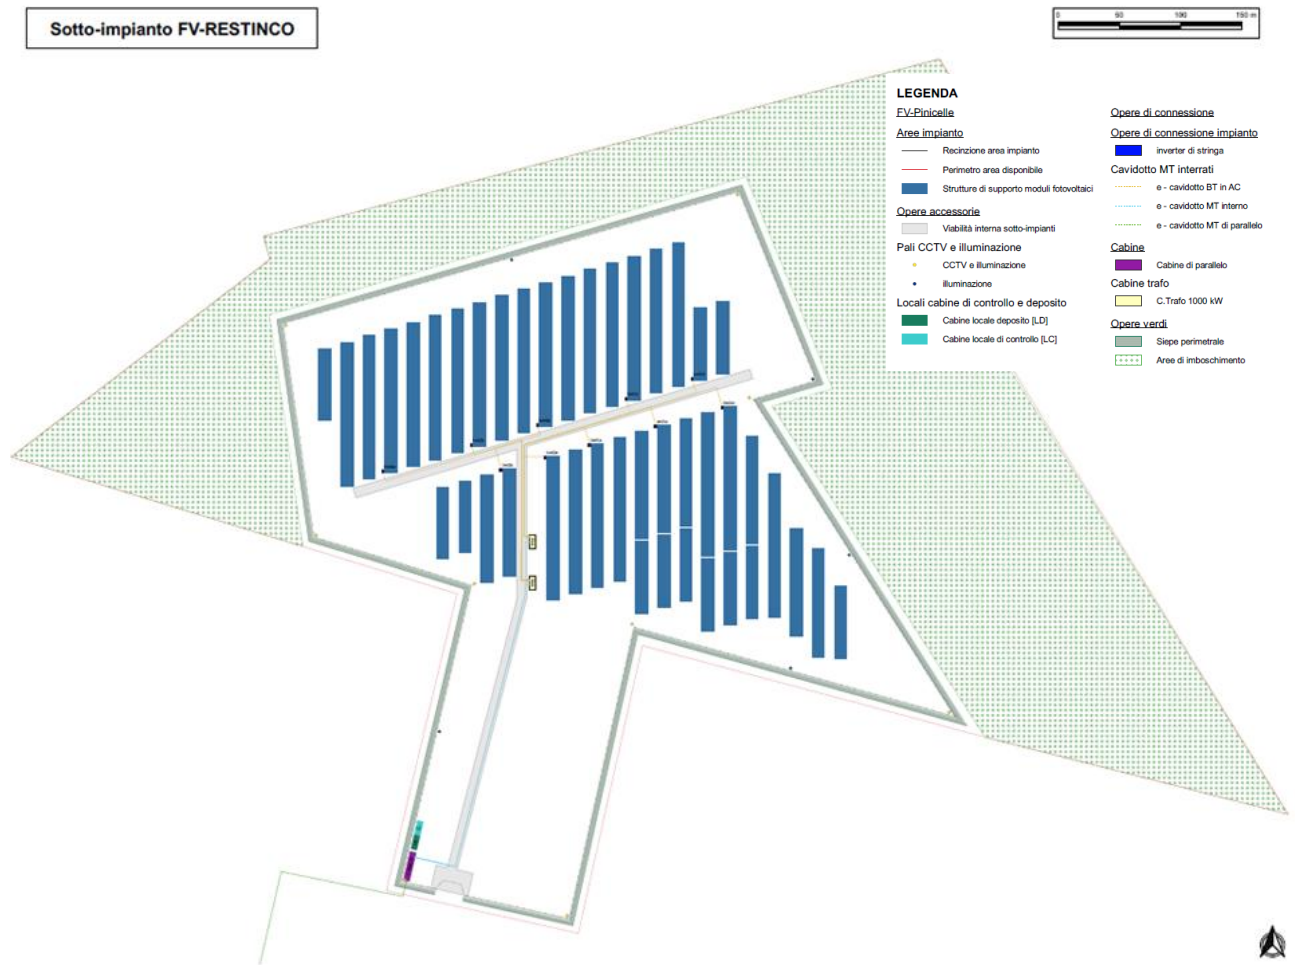 Sotto-impianto FV-RESTINCO
0 50 100 150 m
LEGENDA
FV-Pinicelle
Aree impianto
Recinzione area impianto
Perimetro area disponibile
Strutture di supporto moduli fotovoltaici
Opere accessorie
Viabilità interna sotto-impianti
Pali CCTV e illuminazione
CCTV e illuminazione
illuminazione
Locali cabine di controllo e deposito
Cabine locale deposito [LD]
Cabine locale di controllo [LC]
Opere di connessione
Opere di connessione impianto
inverter di stringa
Cavidotto MT interrati
e - cavidotto BT in AC
e - cavidotto MT interno
e - cavidotto MT di parallelo
Cabine
Cabine di parallelo
Cabine trafo
C.Trafo 1000 kW
Opere verdi
Siepe perimetrale
Aree di imboschimento